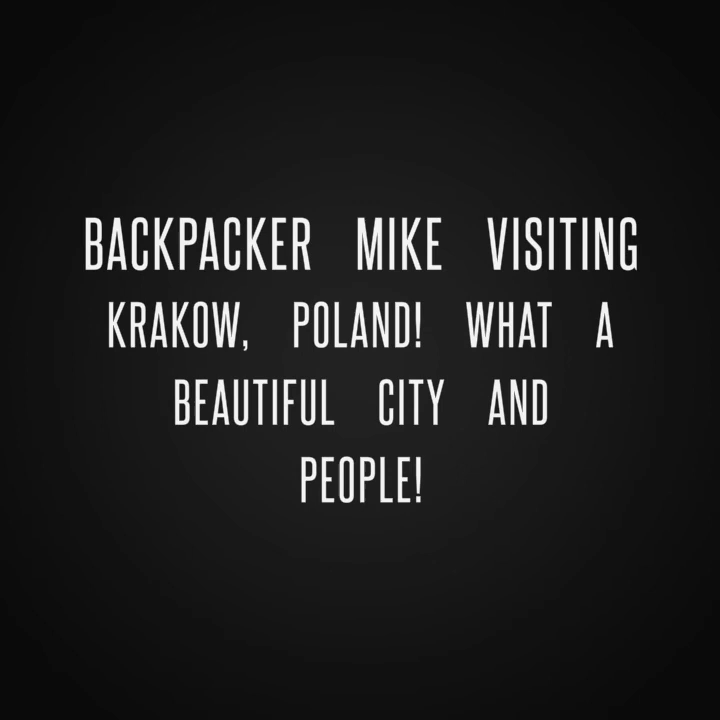 BACKPACKER MIKE VISITING
KRAKOW, POLAND! WHAT A
BEAUTIFUL CITY AND
PEOPLE!